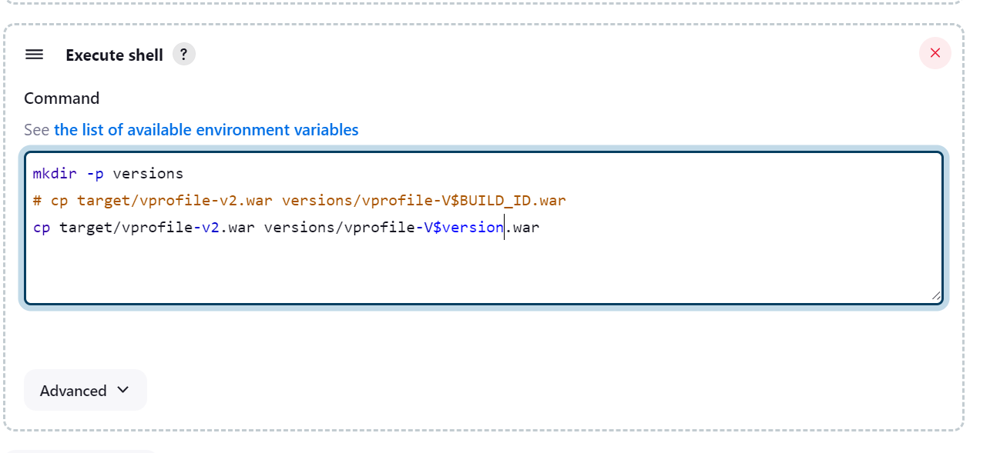 Execute shell ?
Command
See the list of available environment variables
mkdir -p versions
# cp target/vprofile-v2.war versions/vprofile-V$BUILD_ID.war
cp target/vprofile-v2.war versions/vprofile-V$version.war
Advanced